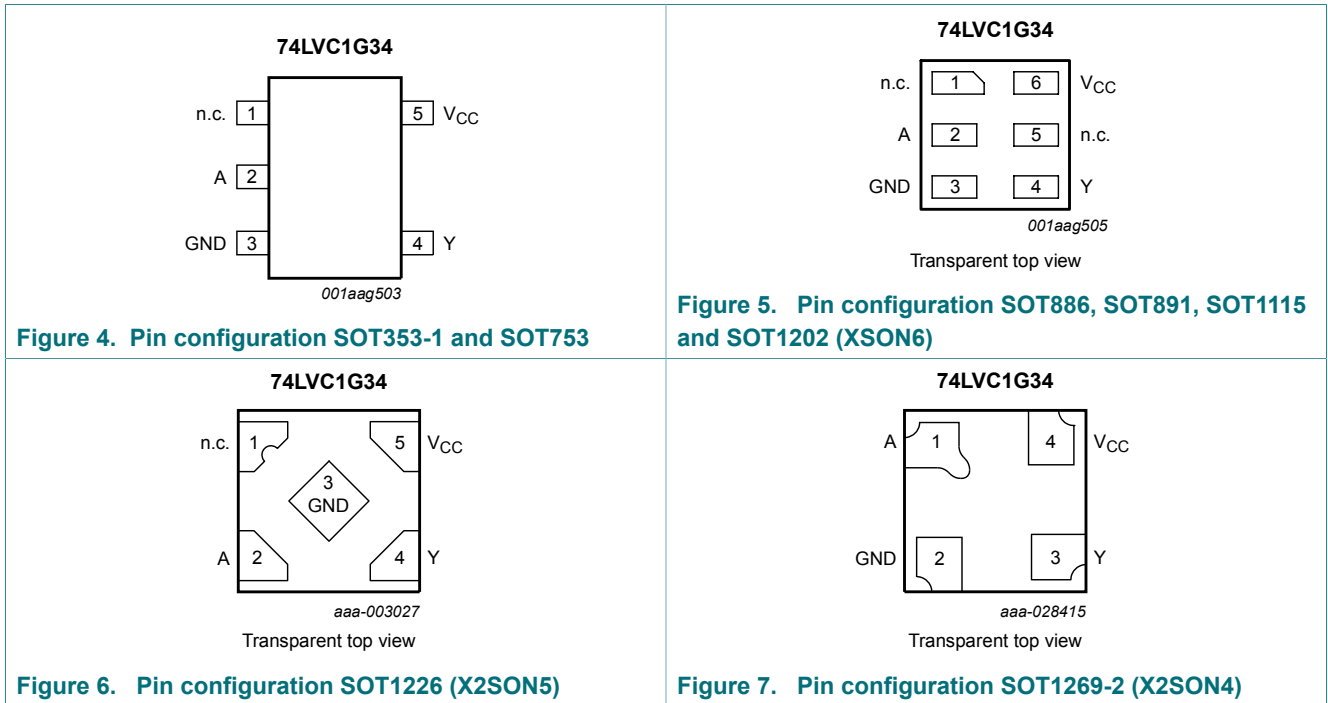 74LVC1G34
n.c. 1
5 VCC
A 2
GND 3
4 Y
001aag503
Figure 4. Pin configuration SOT353-1 and SOT753
74LVC1G34
n.c. 1
6 VCC
A 2
5 n.c.
GND 3
4 Y
001aag505
Transparent top view
Figure 5. Pin configuration SOT886, SOT891, SOT1115
and SOT1202 (XSON6)
74LVC1G34
n.c. 1
5 VCC
3
GND
A 2
4 Y
aaa-003027
Transparent top view
Figure 6. Pin configuration SOT1226 (X2SON5)
74LVC1G34
A 1
4 VCC
GND 2
3 Y
aaa-028415
Transparent top view
Figure 7. Pin configuration SOT1269-2 (X2SON4)